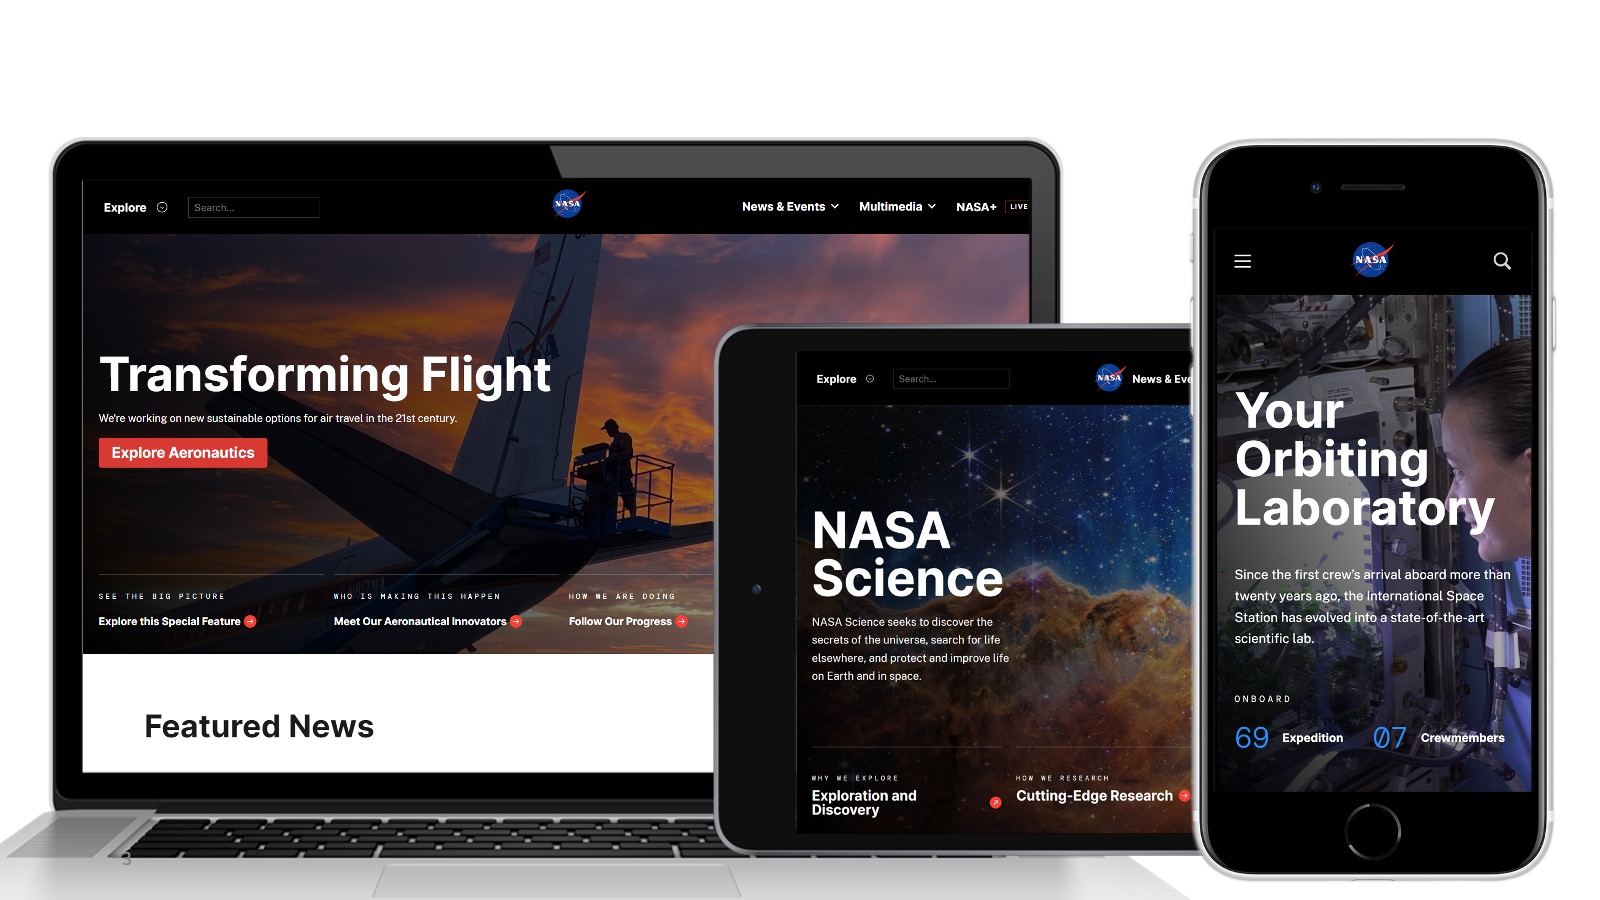 Explore
Search...
NASA
News & Events
Multimedia
NASA+
LIVE
Transforming Flight
We're working on new sustainable options for air travel in the 21st century.
Explore Aeronautics
SEE THE BIG PICTURE
Explore this Special Feature
WHO IS MAKING THIS HAPPEN
Meet Our Aeronautical Innovators
HOW WE ARE DOING
Follow Our Progress
Featured News
3
Explore
Search...
NASA
News & Eve
NASA
Science
NASA Science seeks to discover the
secrets of the universe, search for life
elsewhere, and protect and improve life
on Earth and in space.
WHY WE EXPLORE
Exploration and
Discovery
HOW WE RESEARCH
Cutting-Edge Research
NASA
Your
Orbiting
Laboratory
Since the first crew's arrival aboard more than
twenty years ago, the International Space
Station has evolved into a state-of-the-art
scientific lab.
ONBOARD
69 Expedition
07 Crewmembers